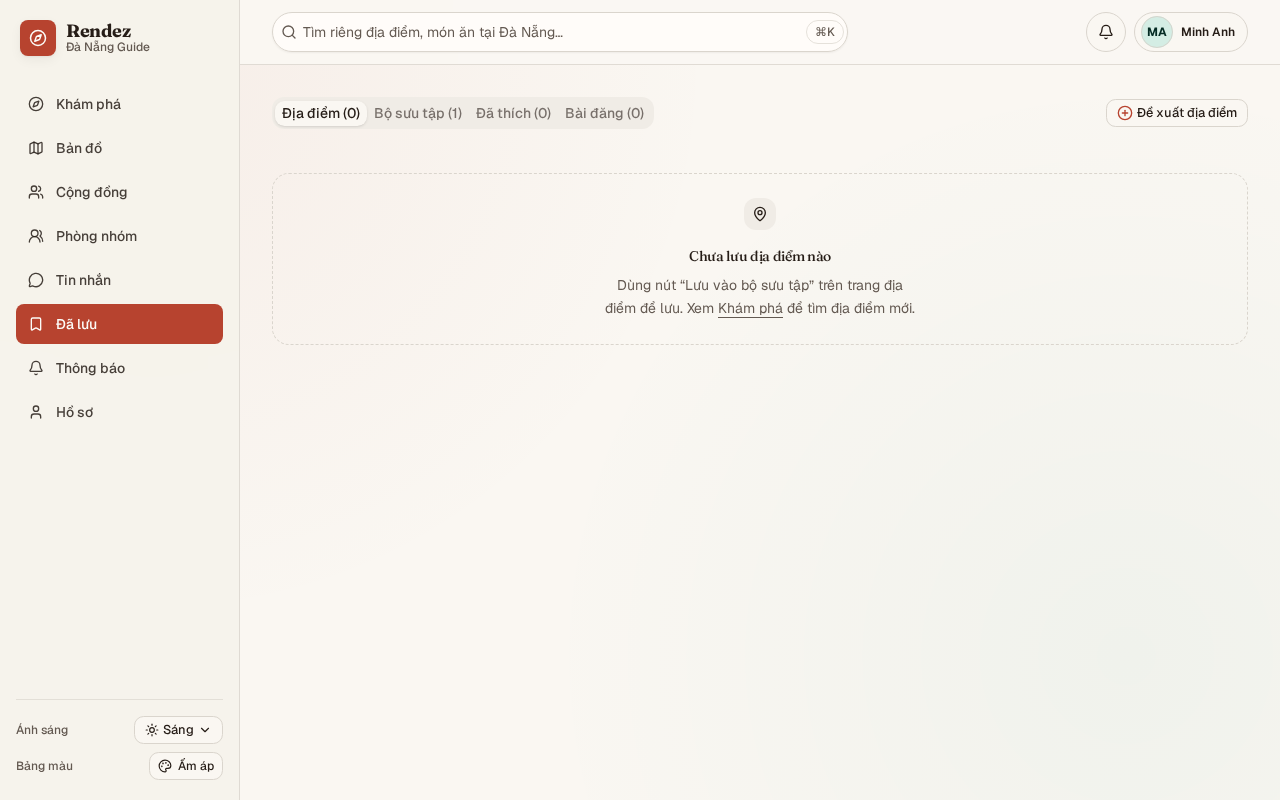 Rendez
Đà Nẵng Guide
Khám phá
Bản đồ
Cộng đồng
Phòng nhóm
Tin nhắn
Đã lưu
Thông báo
Hồ sơ
Ánh sáng
Sáng
Bảng màu
Ấm áp
Tìm riêng địa điểm, món ăn tại Đà Nẵng…
⌘K
MA
Minh Anh
Địa điểm (0)
Bộ sưu tập (1)
Đã thích (0)
Bài đăng (0)
Đề xuất địa điểm
Chưa lưu địa điểm nào
Dùng nút “Lưu vào bộ sưu tập” trên trang địa
điểm để lưu. Xem Khám phá để tìm địa điểm mới.